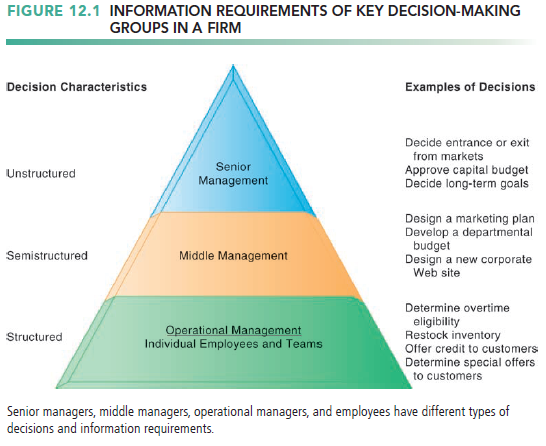 FIGURE 12.1 INFORMATION REQUIREMENTS OF KEY DECISION-MAKING
GROUPS IN A FIRM
Decision Characteristics
Examples of Decisions
Unstructured
Senior
Management
Decide entrance or exit
from markets
Approve capital budget
Decide long-term goals
Semistructured
Middle Management
Design a marketing plan
Develop a departmental
budget
Design a new corporate
Web site
Structured
Operational Management
Individual Employees and Teams
Determine overtime
eligibility
Restock inventory
Offer credit to customers
Determine special offers
to customers
Senior managers, middle managers, operational managers, and employees have different types of
decisions and information requirements.